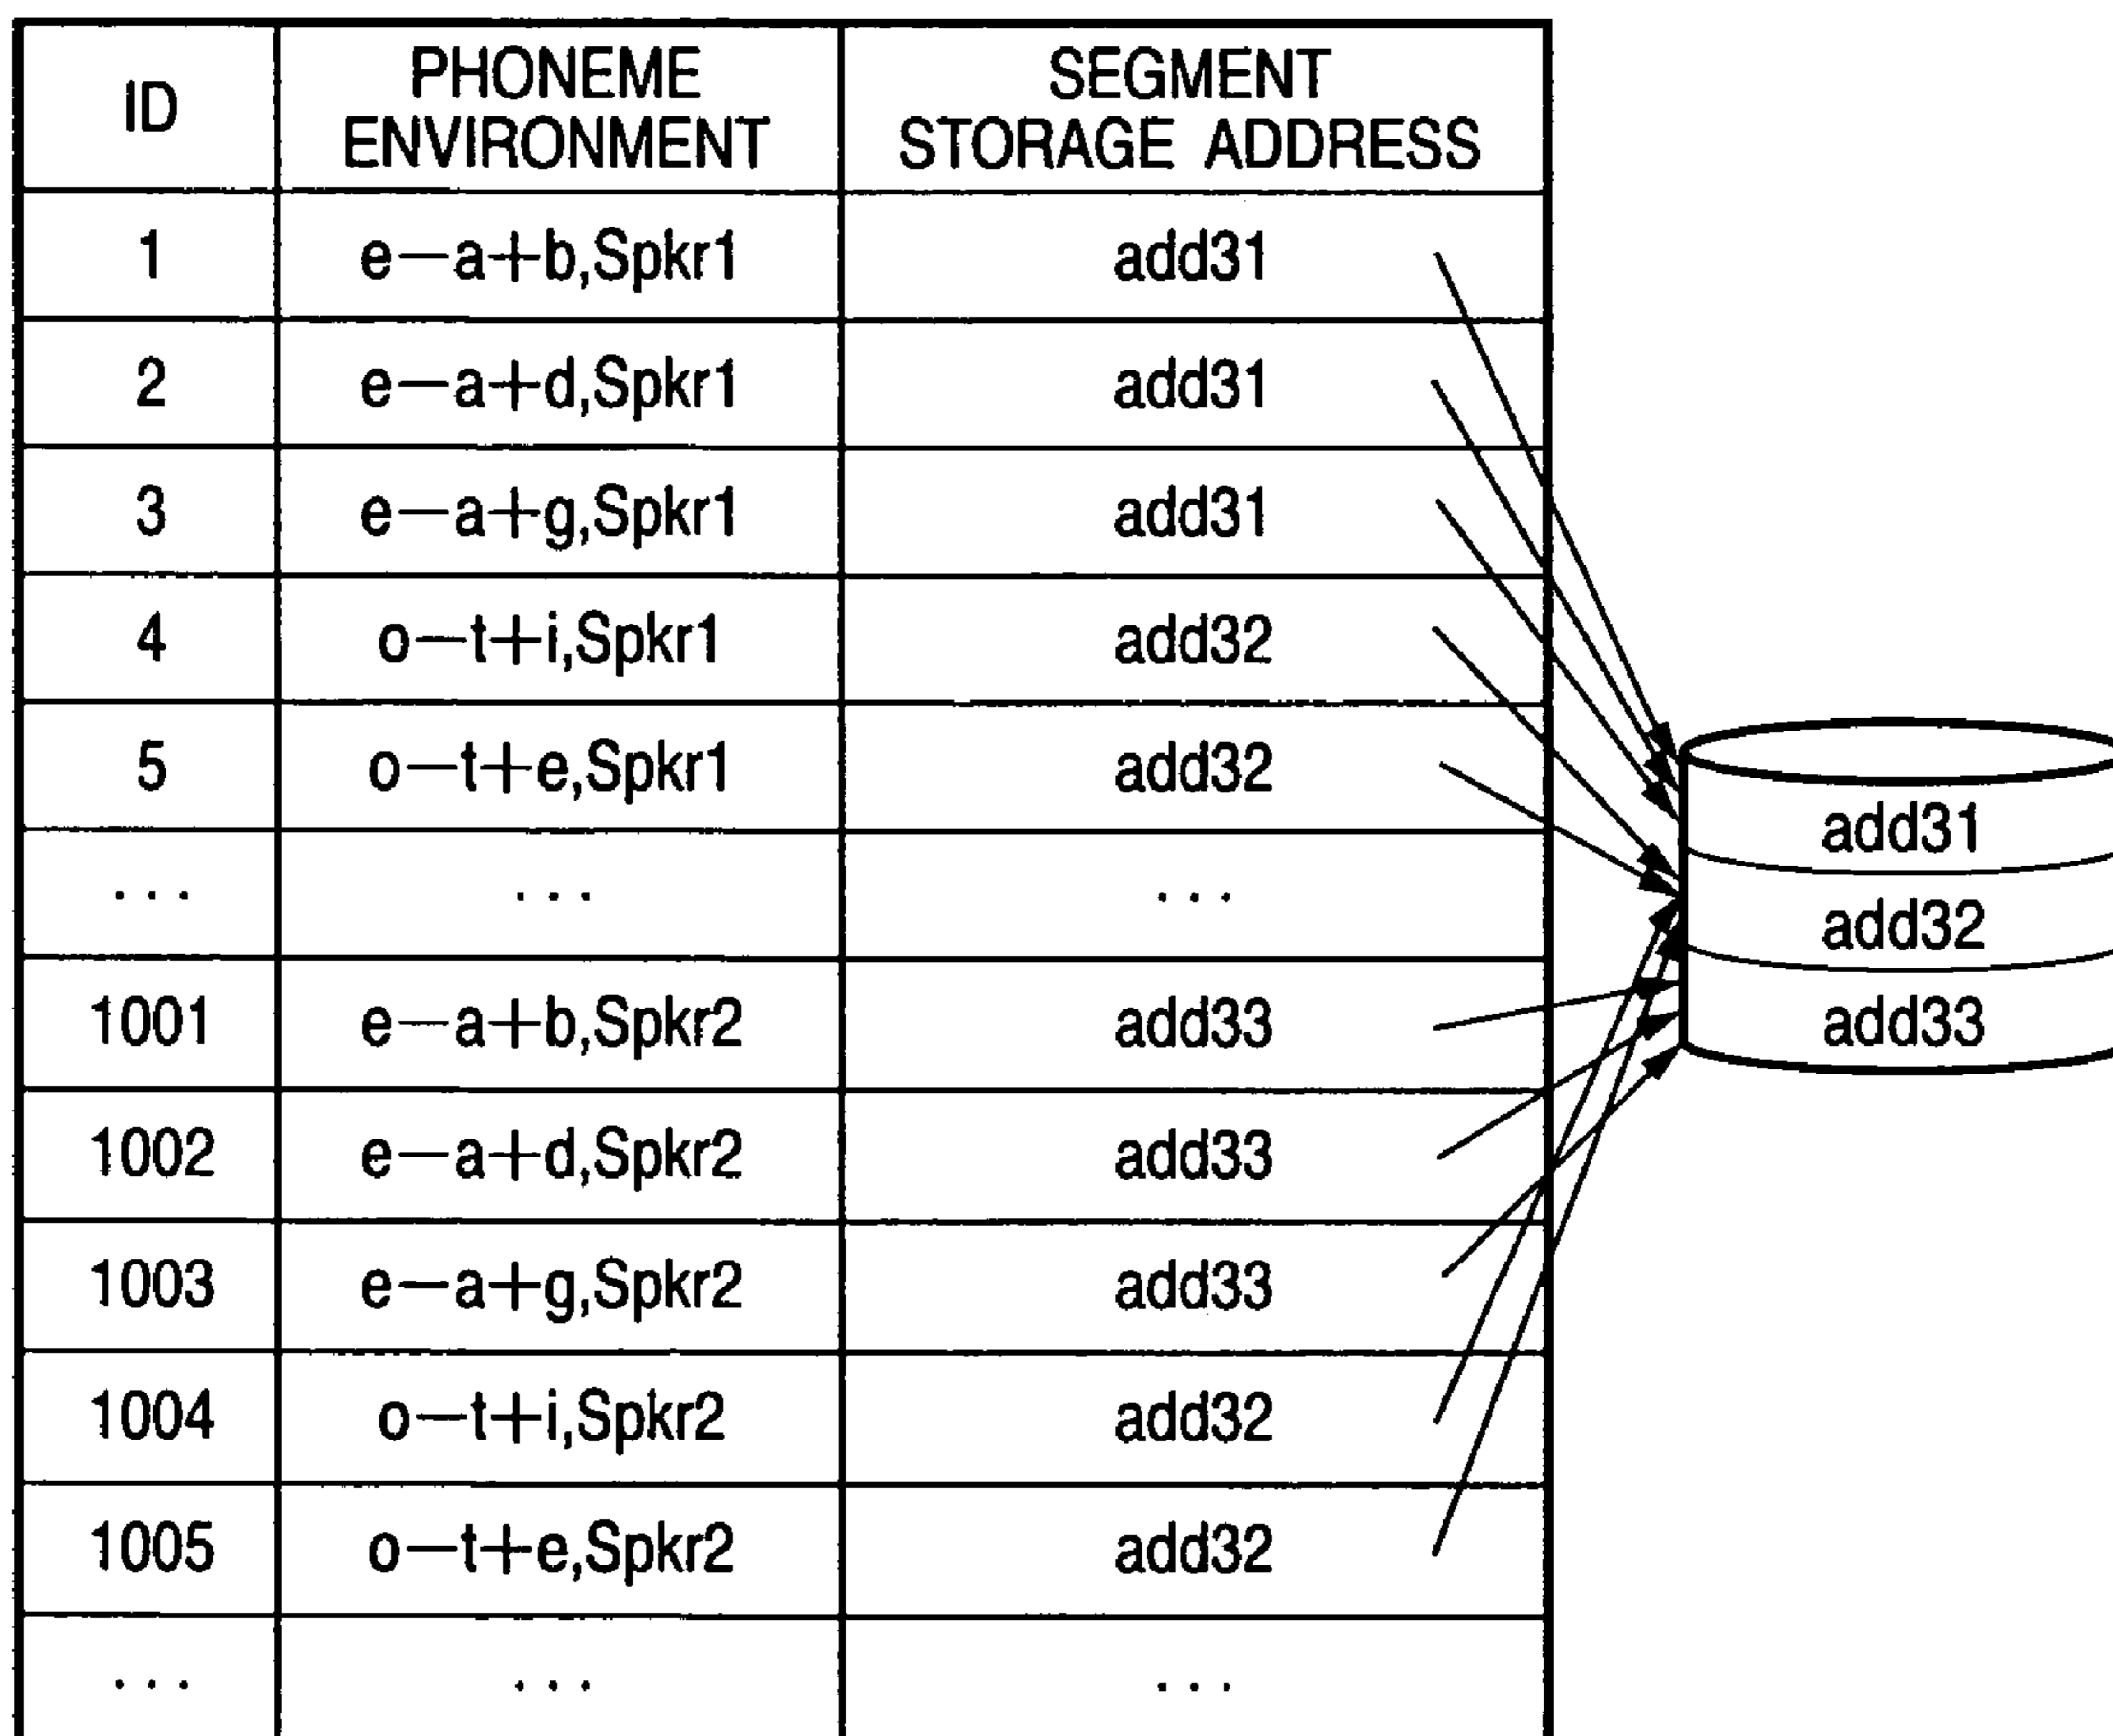 ID PHONEME ENVIRONMENT SEGMENT STORAGE ADDRESS
1 e—a+b,Spkr1 add31
2 e—a+d,Spkr1 add31
3 e—a+g,Spkr1 add31
4 o—t+i,Spkr1 add32
5 o—t+e,Spkr1 add32
... ... ...
1001 e—a+b,Spkr2 add33
1002 e—a+d,Spkr2 add33
1003 e—a+g,Spkr2 add33
1004 o—t+i,Spkr2 add32
1005 o—t+e,Spkr2 add32
... ... ...
add31
add32
add33